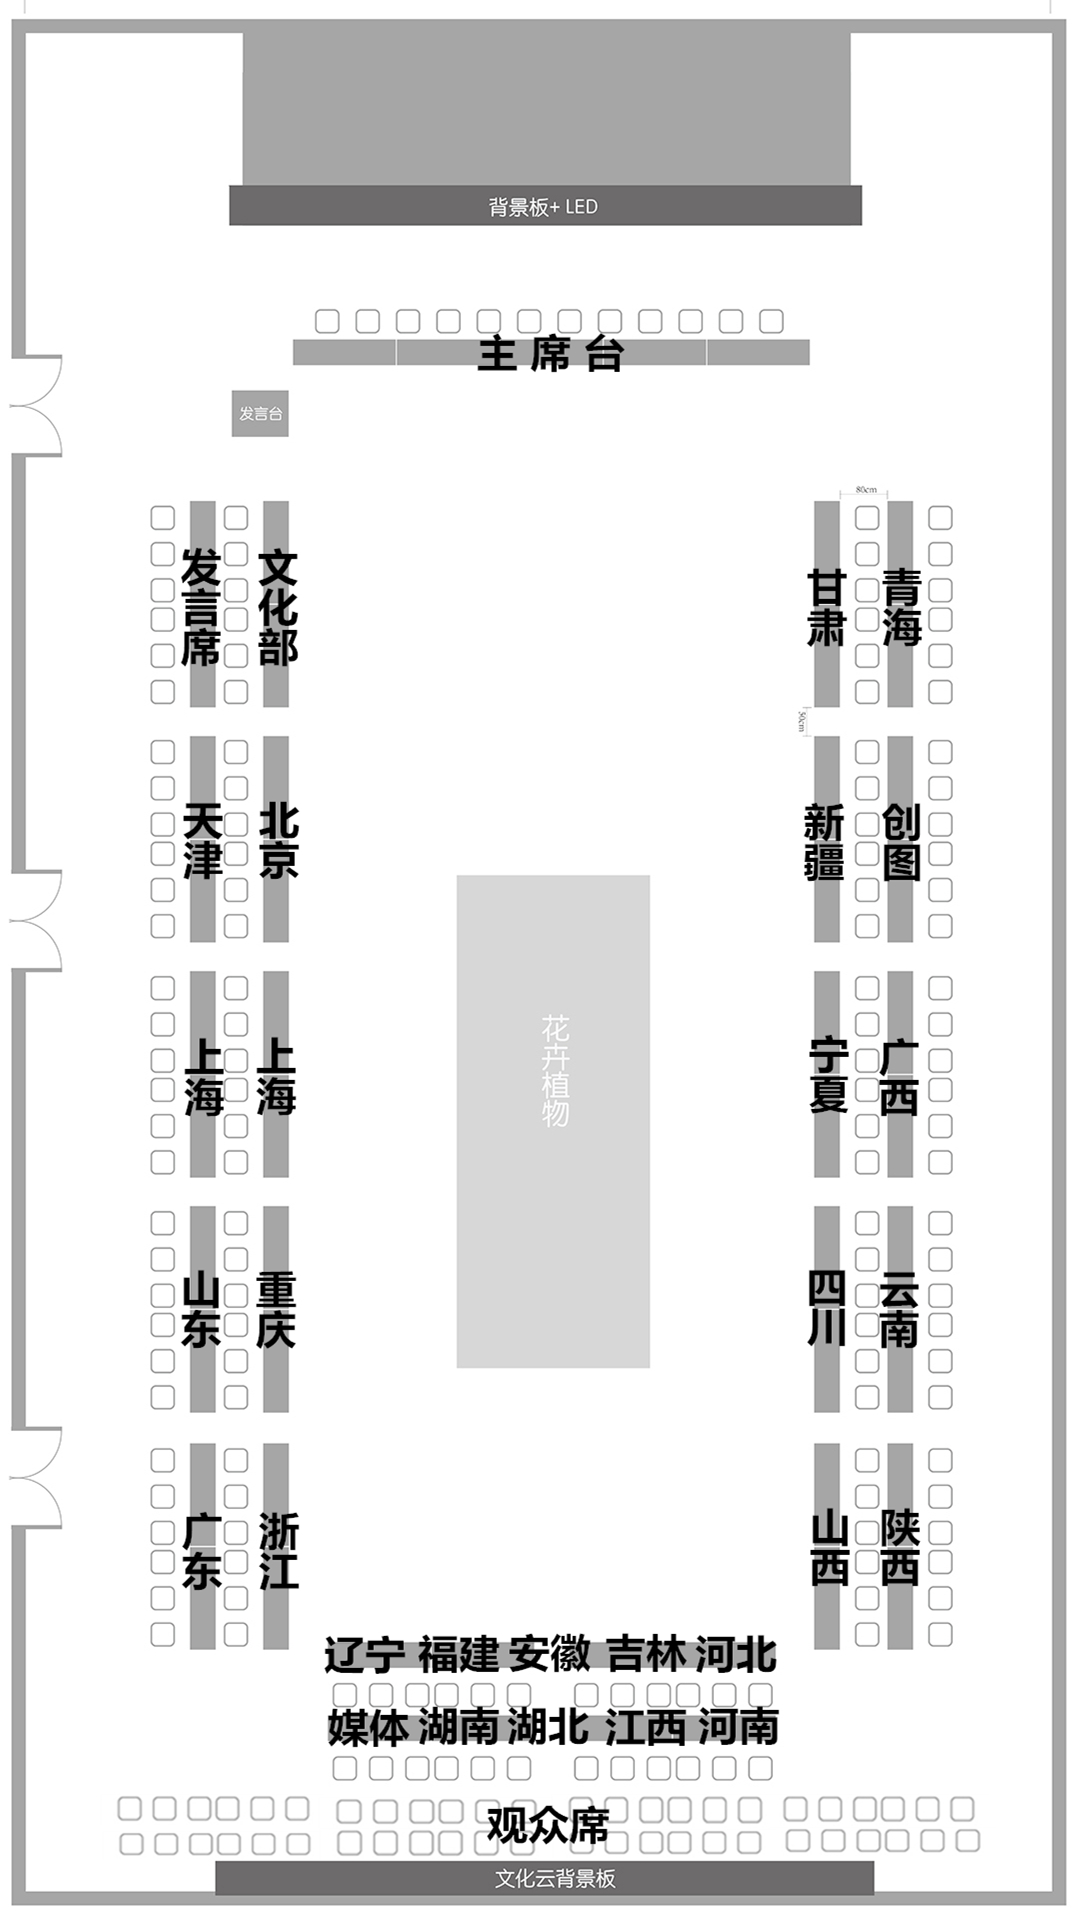 背景板+ LED
主席台
发言台
80cm
发言席
文化部
甘肃
青海
50cm
天津
北京
新疆
创图
上海
上海
花卉植物
宁夏
广西
山东
重庆
四川
云南
广东
浙江
山西
陕西
辽宁 福建 安徽 吉林 河北
媒体 湖南 湖北 江西 河南
观众席
文化云背景板